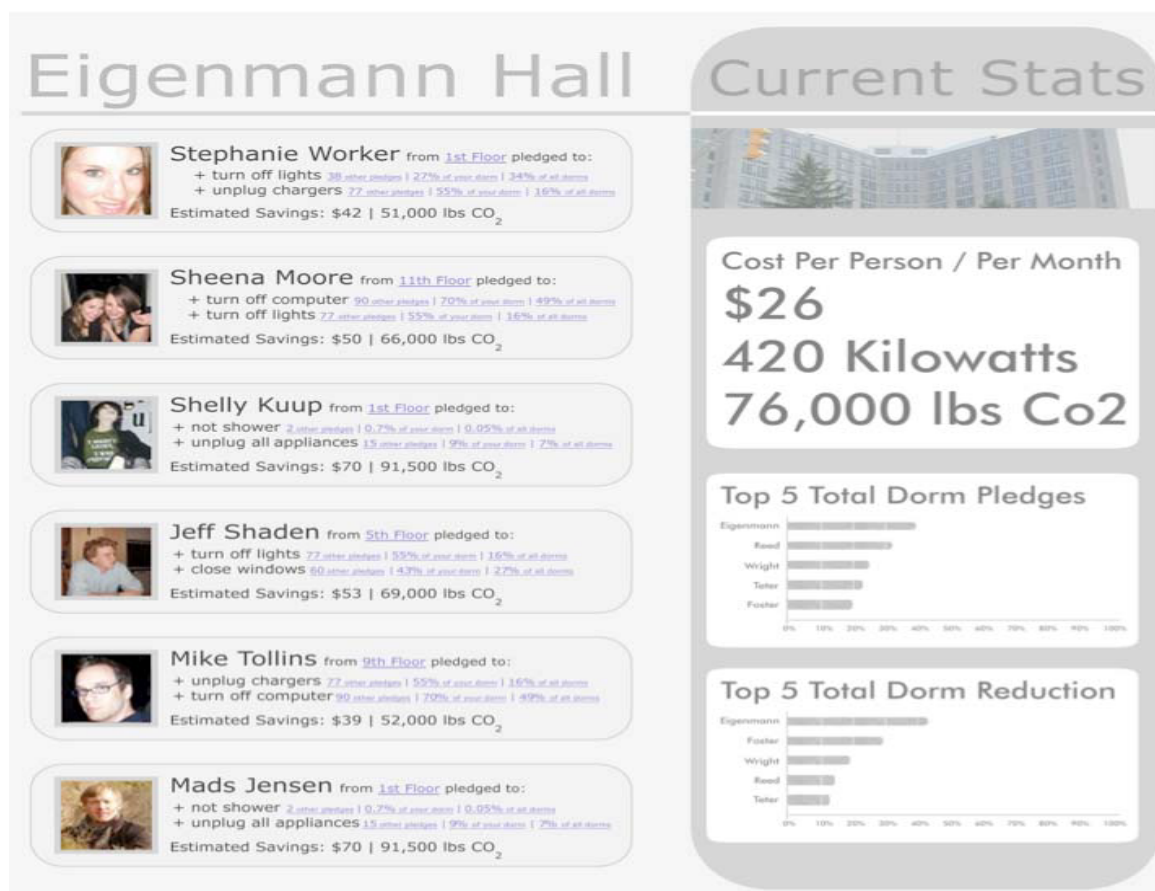 Eigenmann Hall
Stephanie Worker from 1st Floor pledged to:
+ turn off lights 38 other pledges | 27% of your dorm | 34% of all dorms
+ unplug chargers 77 other pledges | 55% of your dorm | 16% of all dorms
Estimated Savings: $42 | 51,000 lbs CO2
Sheena Moore from 11th Floor pledged to:
+ turn off computer 90 other pledges | 70% of your dorm | 49% of all dorms
+ turn off lights 77 other pledges | 55% of your dorm | 16% of all dorms
Estimated Savings: $50 | 66,000 lbs CO2
Shelly Kuup from 1st Floor pledged to:
+ not shower 2 other pledges | 0.7% of your dorm | 0.05% of all dorms
+ unplug all appliances 15 other pledges | 9% of your dorm | 7% of all dorms
Estimated Savings: $70 | 91,500 lbs CO2
Jeff Shaden from 5th Floor pledged to:
+ turn off lights 77 other pledges | 55% of your dorm | 16% of all dorms
+ close windows 60 other pledges | 43% of your dorm | 27% of all dorms
Estimated Savings: $53 | 69,000 lbs CO2
Mike Tollins from 9th Floor pledged to:
+ unplug chargers 77 other pledges | 55% of your dorm | 16% of all dorms
+ turn off computer 90 other pledges | 70% of your dorm | 49% of all dorms
Estimated Savings: $39 | 52,000 lbs CO2
Mads Jensen from 1st Floor pledged to:
+ not shower 2 other pledges | 0.7% of your dorm | 0.05% of all dorms
+ unplug all appliances 15 other pledges | 9% of your dorm | 7% of all dorms
Estimated Savings: $70 | 91,500 lbs CO2
Current Stats
Cost Per Person / Per Month
$26
420 Kilowatts
76,000 lbs Co2
Top 5 Total Dorm Pledges
Eigenmann
Reed
Wright
Teter
Foster
0% 10% 20% 30% 40% 50% 60% 70% 80% 90% 100%
Top 5 Total Dorm Reduction
Eigenmann
Foster
Wright
Reed
Teter
0% 10% 20% 30% 40% 50% 60% 70% 80% 90% 100%